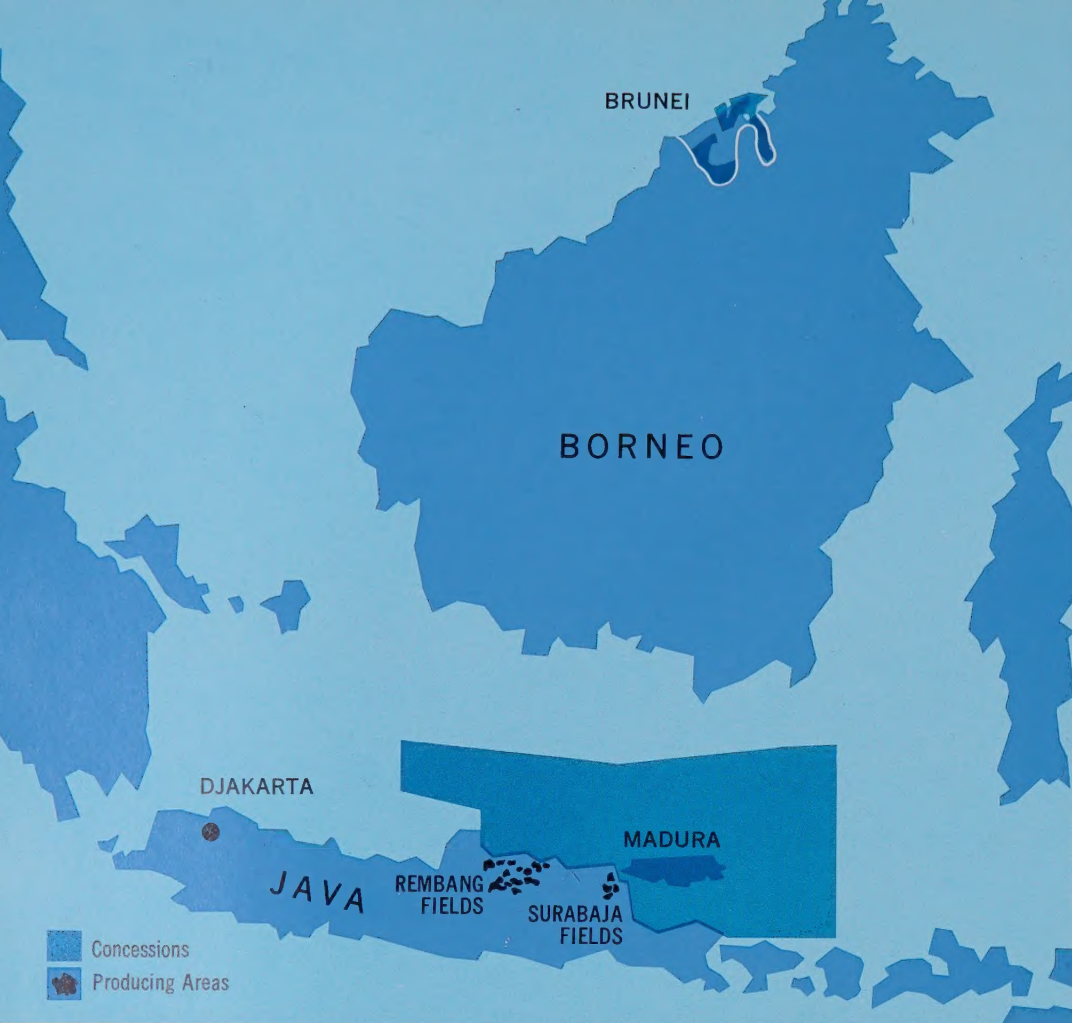 BRUNEI
BORNEO
DJAKARTA
MADURA
JAVA
REMBANG
FIELDS
SURABAJA
FIELDS
Concessions
Producing Areas